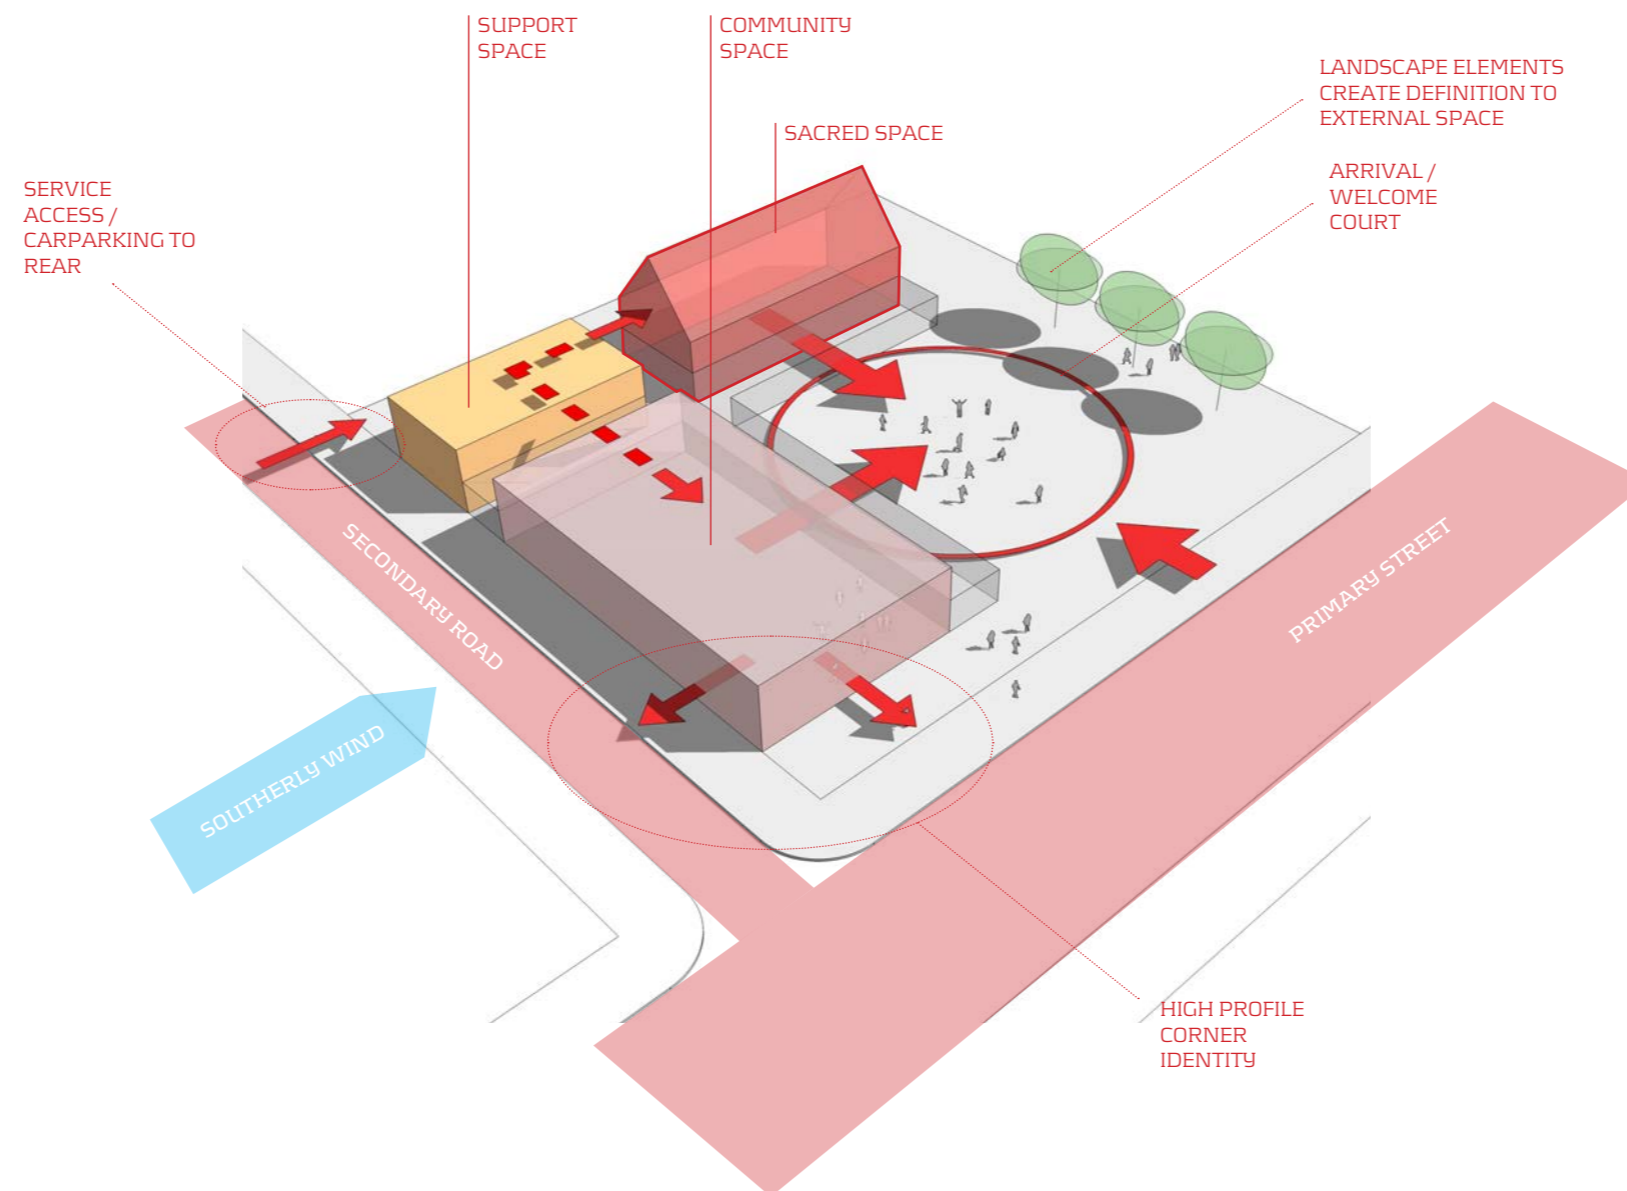 SUPPORT
SPACE
COMMUNITY
SPACE
SACRED SPACE
LANDSCAPE ELEMENTS
CREATE DEFINITION TO
EXTERNAL SPACE
ARRIVAL /
WELCOME
COURT
SERVICE
ACCESS /
CARPARKING TO
REAR
SECONDARY ROAD
PRIMARY STREET
SOUTHERLY WIND
HIGH PROFILE
CORNER
IDENTITY